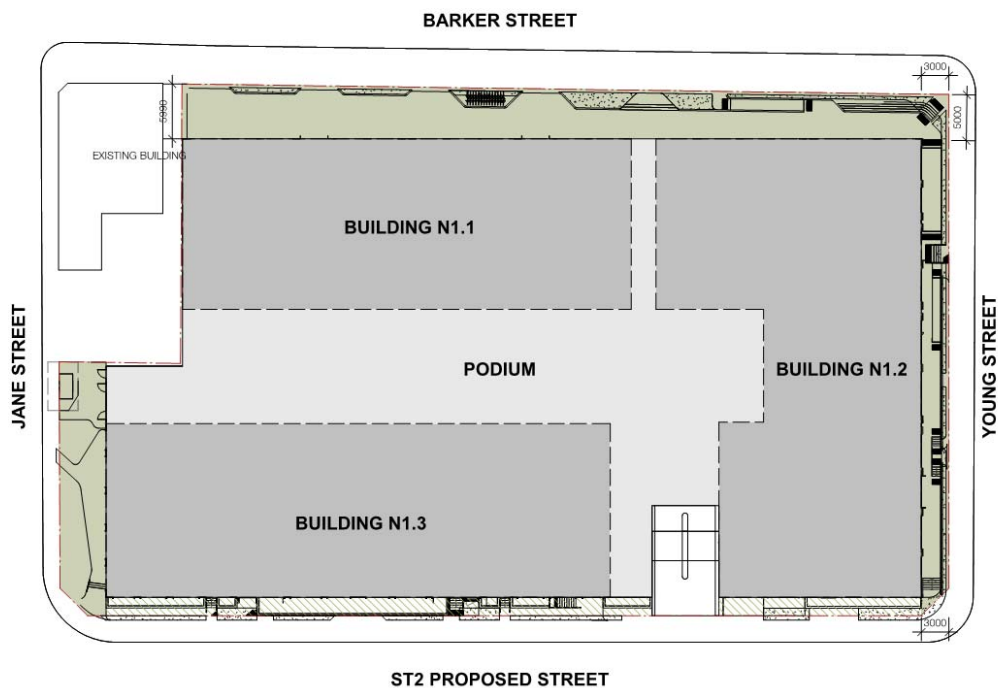 BARKER STREET
3000
5990
5000
EXISTING BUILDING
BUILDING N1.1
JANE STREET
PODIUM
BUILDING N1.2
YOUNG STREET
BUILDING N1.3
3000
ST2 PROPOSED STREET